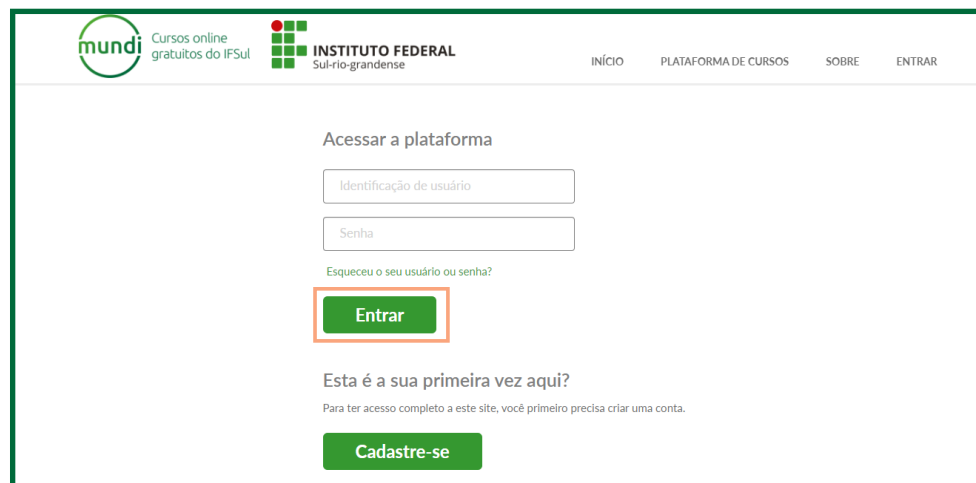 mundi
Cursos online
gratuitos do IFSul
INSTITUTO FEDERAL
Sul-rio-grandense
INÍCIO PLATAFORMA DE CURSOS SOBRE ENTRAR
Acessar a plataforma
Identificação de usuário
Senha
Esqueceu o seu usuário ou senha?
Entrar
Esta é a sua primeira vez aqui?
Para ter acesso completo a este site, você primeiro precisa criar uma conta.
Cadastre-se